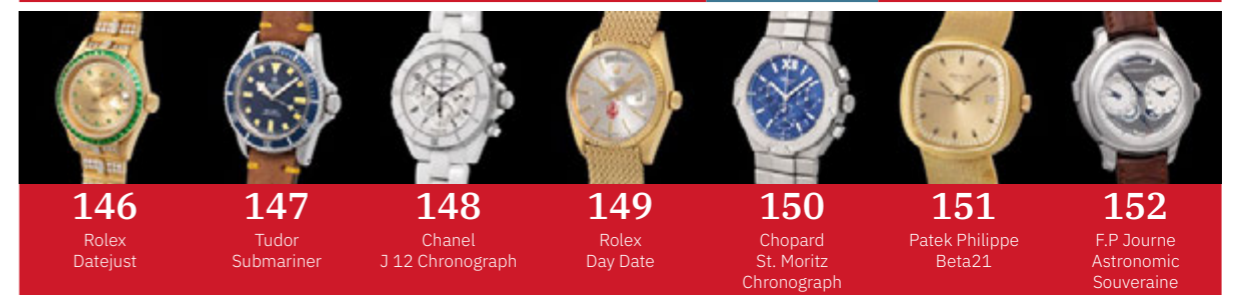 146
Rolex
Datejust
147
Tudor
Submariner
148
Chanel
J 12 Chronograph
149
Rolex
Day Date
150
Chopard
St. Moritz
Chronograph
151
Patek Philippe
Beta21
152
F.P Journe
Astronomic
Souveraine